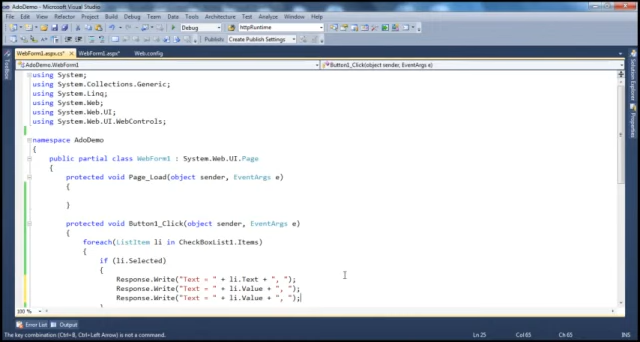 AdoDemo - Microsoft Visual Studio
File Edit View Refactor Project Build Debug Team Data Tools Architecture Test Analyze Window Help
Debug httpRuntime
Publish: Create Publish Settings
WebForm1.aspx.cs* WebForm1.aspx* Web.config
AdoDemo.WebForm1 Button1_Click(object sender, EventArgs e)
using System;
using System.Collections.Generic;
using System.Linq;
using System.Web;
using System.Web.UI;
using System.Web.UI.WebControls;
namespace AdoDemo
{
public partial class WebForm1 : System.Web.UI.Page
{
protected void Page_Load(object sender, EventArgs e)
{
}
protected void Button1_Click(object sender, EventArgs e)
{
foreach(ListItem li in CheckBoxList1.Items)
{
if (li.Selected)
{
Response.Write("Text = " + li.Text + ", ");
Response.Write("Text = " + li.Value + ", ");
Response.Write("Text = " + li.Value + ", ");
}
100 %
Error List Output
The key combination (Ctrl+B, Ctrl+Left Arrow) is not a command. Ln 25 Col 65 Ch 65 INS
Toolbox
Solution Explorer
Properties